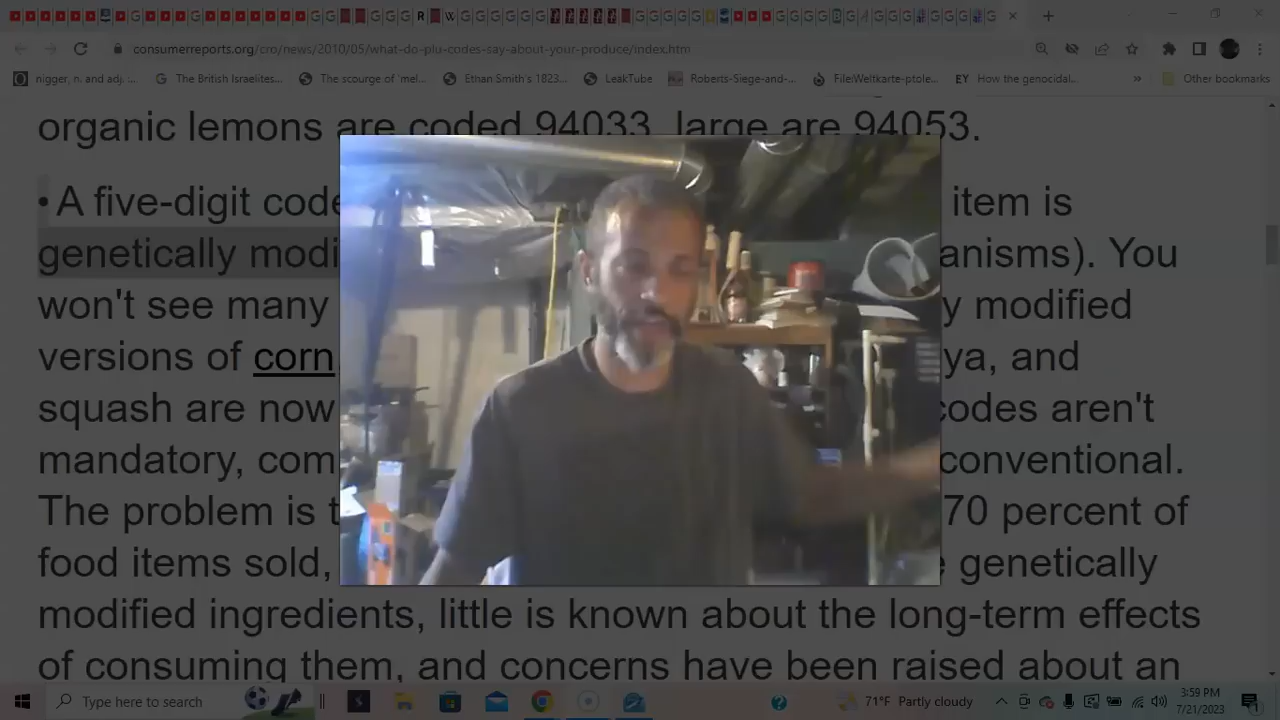 consumerreports.org/cro/news/2010/05/what-do-plu-codes-say-about-your-produce/index.htm
nigger, n. and adj. :...
The British Israelites...
The scourge of 'mel...
Ethan Smith's 1823...
LeakTube
Roberts-Siege-and-...
File:Weltkarte-ptole...
EY
How the genocidal...
»
Other bookmarks
organic lemons are coded 94033, large are 94053.
• A five-digit code item is
genetically modi anisms). You
won't see many y modified
versions of corn ya, and
squash are now codes aren't
mandatory, com conventional.
The problem is t 70 percent of
food items sold, e genetically
modified ingredients, little is known about the long-term effects
of consuming them, and concerns have been raised about an
Type here to search
71°F Partly cloudy
3:59 PM
7/21/2023